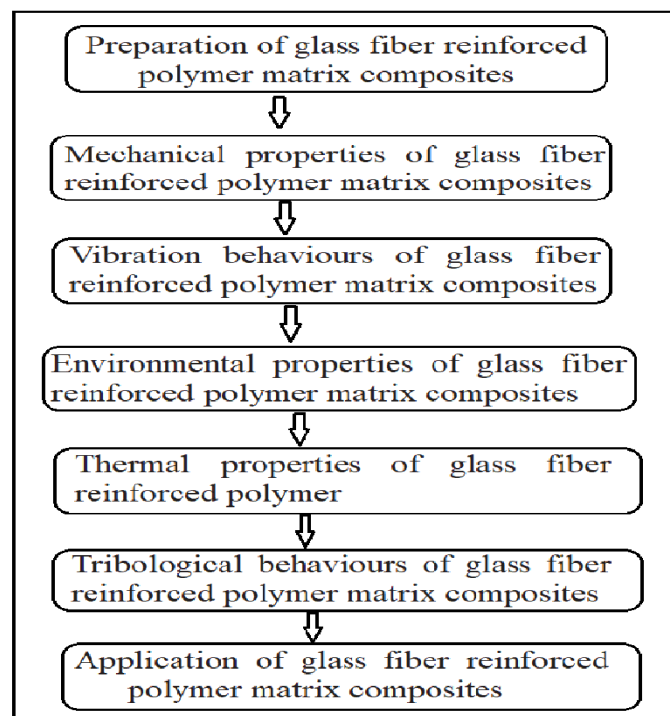 Preparation of glass fiber reinforced
polymer matrix composites
Mechanical properties of glass fiber
reinforced polymer matrix composites
Vibration behaviours of glass fiber
reinforced polymer matrix composites
Environmental properties of glass fiber
reinforced polymer matrix composites
Thermal properties of glass fiber
reinforced polymer
Tribological behaviours of glass fiber
reinforced polymer matrix composites
Application of glass fiber reinforced
polymer matrix composites